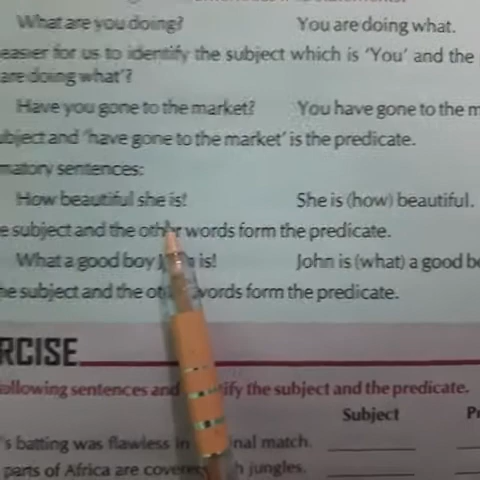 What are you doing? You are doing what.
easier for us to identify the subject which is 'You' and the
are doing what'?
Have you gone to the market? You have gone to the m
ubject and 'have gone to the market' is the predicate.
matory sentences:
How beautiful she is! She is (how) beautiful.
e subject and the other words form the predicate.
What a good boy is! John is (what) a good b
he subject and the words form the predicate.
RCISE
ollowing sentences and ify the subject and the predicate.
Subject P
's batting was flawless in nal match.
parts of Africa are covere h jungles.